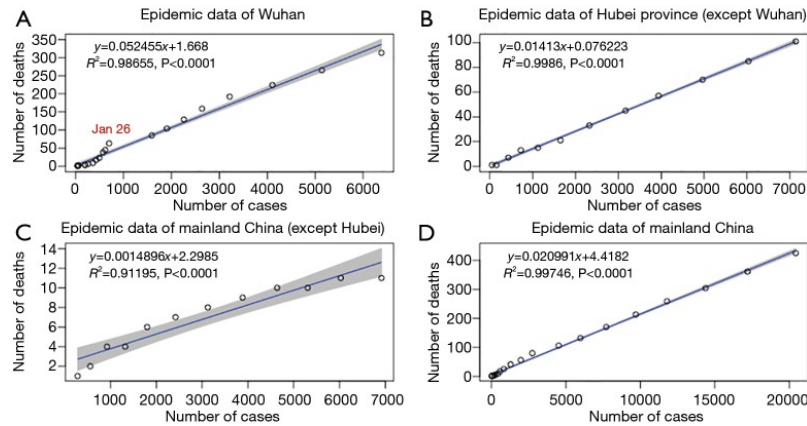 A
Epidemic data of Wuhan
y=0.052455x+1.668
R²=0.98655, P<0.0001
Jan 26
Number of deaths
350
300
250
200
150
100
50
0
0 1000 2000 3000 4000 5000 6000
Number of cases
B
Epidemic data of Hubei province (except Wuhan)
y=0.01413x+0.076223
R²=0.9986, P<0.0001
Number of deaths
100
80
60
40
20
0
0 1000 2000 3000 4000 5000 6000 7000
Number of cases
C
Epidemic data of mainland China (except Hubei)
y=0.0014896x+2.2985
R²=0.91195, P<0.0001
Number of deaths
14
12
10
8
6
4
2
1000 2000 3000 4000 5000 6000 7000
Number of cases
D
Epidemic data of mainland China
y=0.020991x+4.4182
R²=0.99746, P<0.0001
Number of deaths
400
300
200
100
0
0 5000 10000 15000 20000
Number of cases